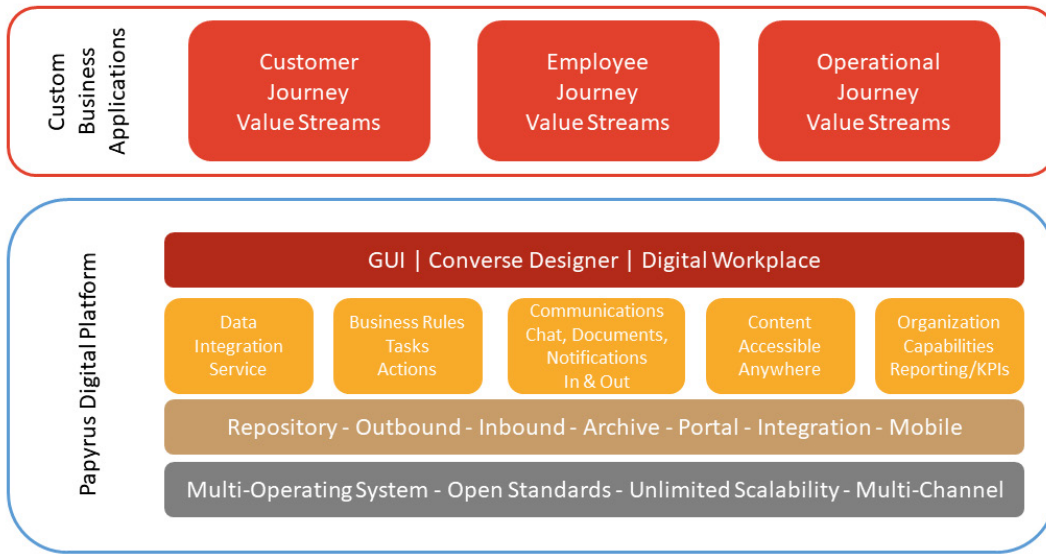 Custom
Business
Applications
Customer
Journey
Value Streams
Employee
Journey
Value Streams
Operational
Journey
Value Streams
Papyrus Digital Platform
GUI | Converse Designer | Digital Workplace
Data
Integration
Service
Business Rules
Tasks
Actions
Communications
Chat, Documents,
Notifications
In & Out
Content
Accessible
Anywhere
Organization
Capabilities
Reporting/KPIs
Repository - Outbound - Inbound - Archive - Portal - Integration - Mobile
Multi-Operating System - Open Standards - Unlimited Scalability - Multi-Channel